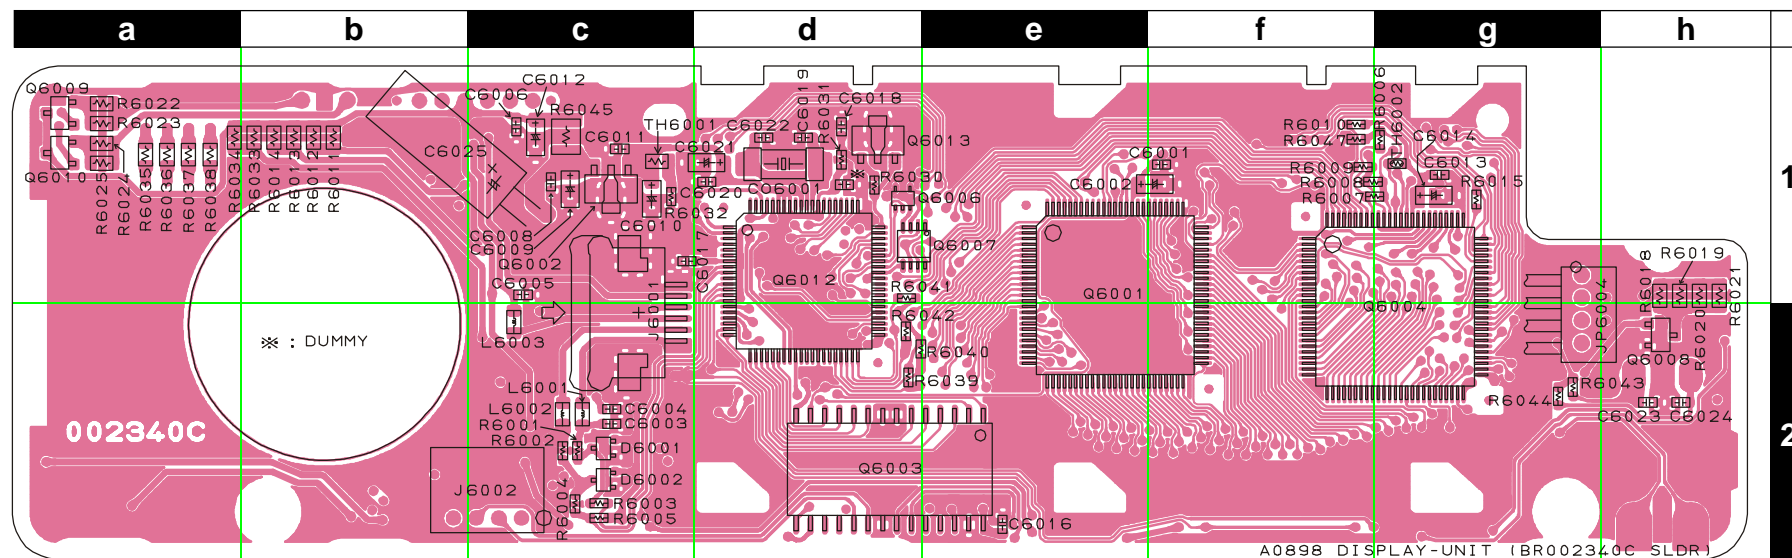 a b c d e f g h
1
2
Q6009
R6022
R6023
Q6010
R6025
R6024
R6035
R6036
R6037
R6038
R6034
R6033
R6014
R6013
R6012
R6011
C6025
※
C6006
C6012
R6045
C6011
TH6001
C6021
C6022
C6019
R6031
C6018
Q6013
※
R6030
Q6006
C6020
CO6001
R6032
C6010
C6008
C6009
Q6002
C6005
C6017
Q6007
Q6012
R6041
R6042
R6040
R6039
C6001
C6002
Q6001
R6010
R6047
R6006
TH6002
C6014
C6013
R6009
R6008
R6007
R6015
Q6004
JP6004
R6018
R6019
R6021
R6020
Q6008
R6043
R6044
C6023
C6024
※ : DUMMY
L6003
J6001
L6001
L6002
R6001
R6002
C6004
C6003
D6001
D6002
R6004
R6003
R6005
J6002
Q6003
C6016
002340C
A0898 DISPLAY-UNIT (BR002340C SLDR)